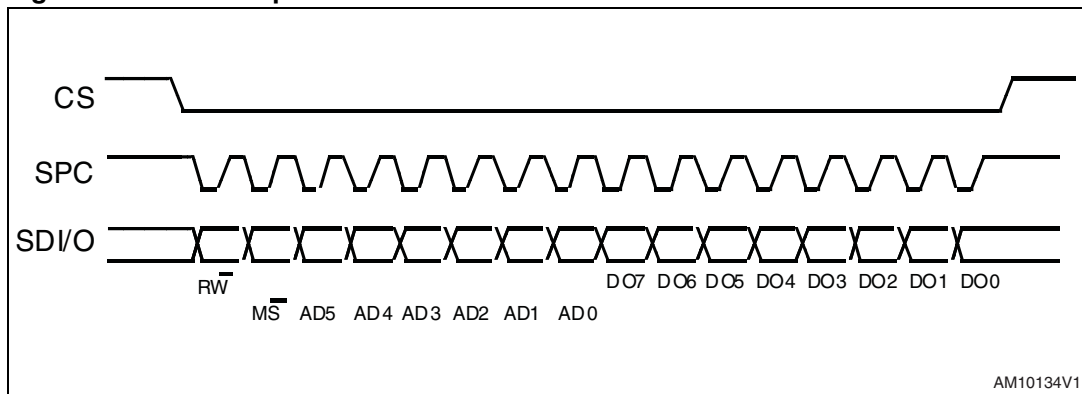 CS
SPC
SDI/O
RW
DO7 DO6 DO5 DO4 DO3 DO2 DO1 DO0
MS AD5 AD4 AD3 AD2 AD1 AD0
AM10134V1